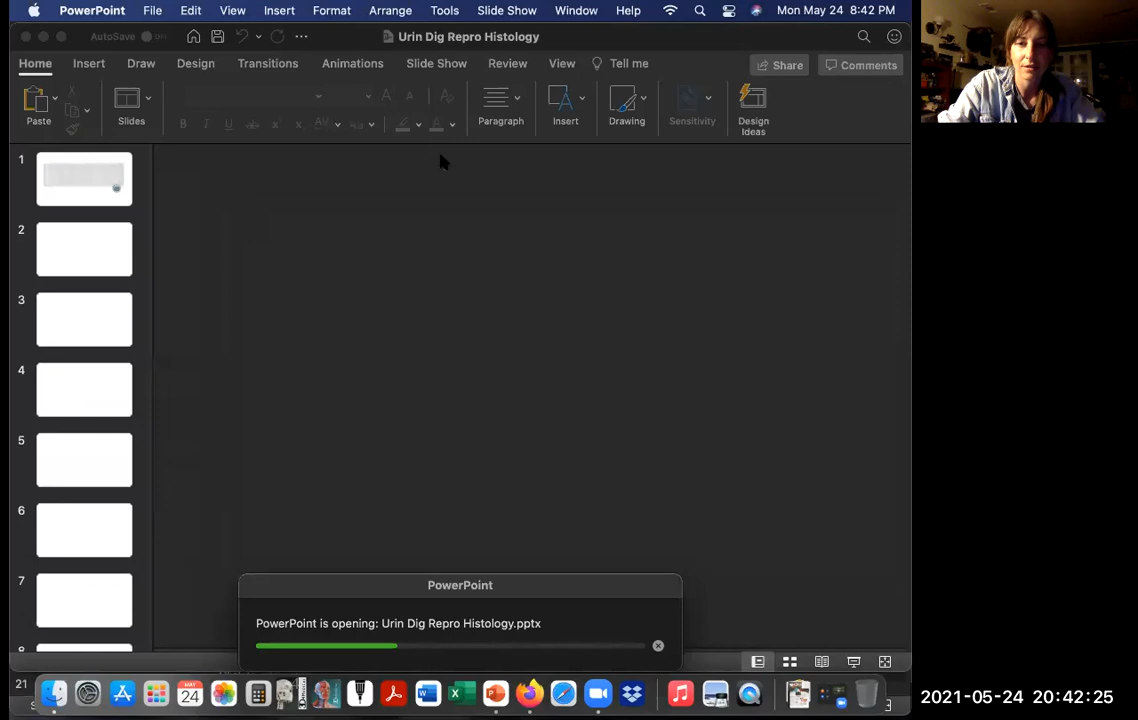 PowerPoint File Edit View Insert Format Arrange Tools Slide Show Window Help Mon May 24 8:42 PM
AutoSave OFF Urin Dig Repro Histology
Home Insert Draw Design Transitions Animations Slide Show Review View Tell me Share Comments
Paste Slides Paragraph Insert Drawing Sensitivity Design
Ideas
1
2
3
4
5
6
7
8
PowerPoint
PowerPoint is opening: Urin Dig Repro Histology.pptx
21
MAY
24
2021-05-24 20:42:25